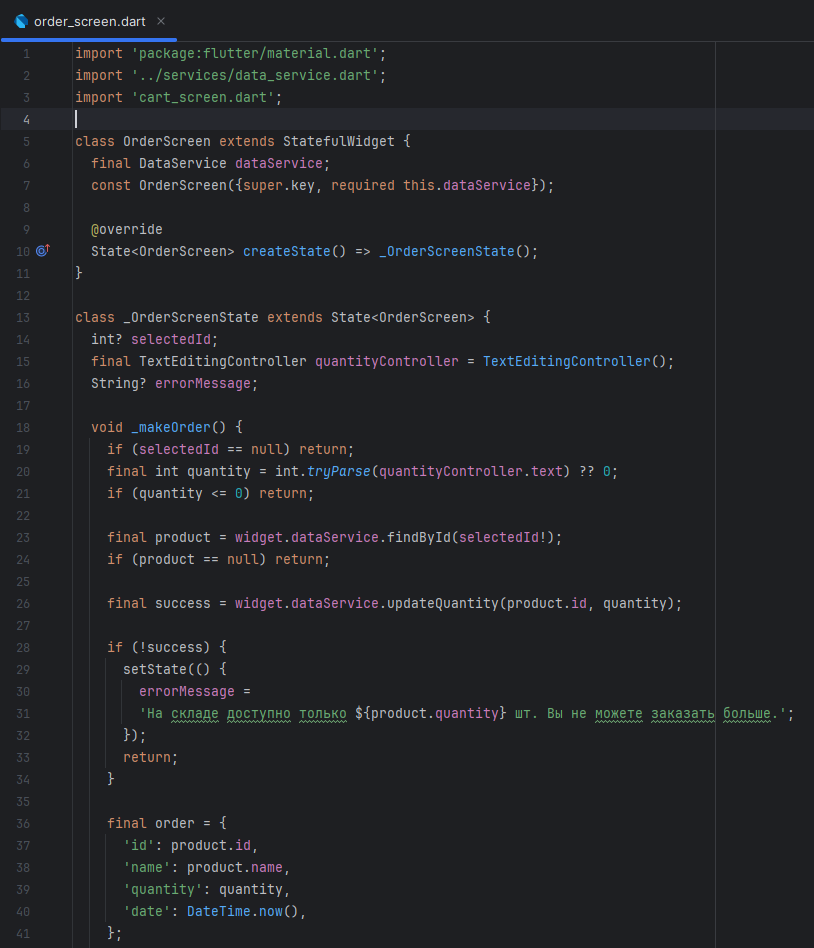 order_screen.dart ×
1 import 'package:flutter/material.dart';
2 import '../services/data_service.dart';
3 import 'cart_screen.dart';
4
5 class OrderScreen extends StatefulWidget {
6   final DataService dataService;
7   const OrderScreen({super.key, required this.dataService});
8
9   @override
10   State<OrderScreen> createState() => _OrderScreenState();
11 }
12
13 class _OrderScreenState extends State<OrderScreen> {
14   int? selectedId;
15   final TextEditingController quantityController = TextEditingController();
16   String? errorMessage;
17
18   void _makeOrder() {
19     if (selectedId == null) return;
20     final int quantity = int.tryParse(quantityController.text) ?? 0;
21     if (quantity <= 0) return;
22
23     final product = widget.dataService.findById(selectedId!);
24     if (product == null) return;
25
26     final success = widget.dataService.updateQuantity(product.id, quantity);
27
28     if (!success) {
29       setState(() {
30         errorMessage =
31         'На складе доступно только ${product.quantity} шт. Вы не можете заказать больше.';
32       });
33       return;
34     }
35
36     final order = {
37       'id': product.id,
38       'name': product.name,
39       'quantity': quantity,
40       'date': DateTime.now(),
41     };